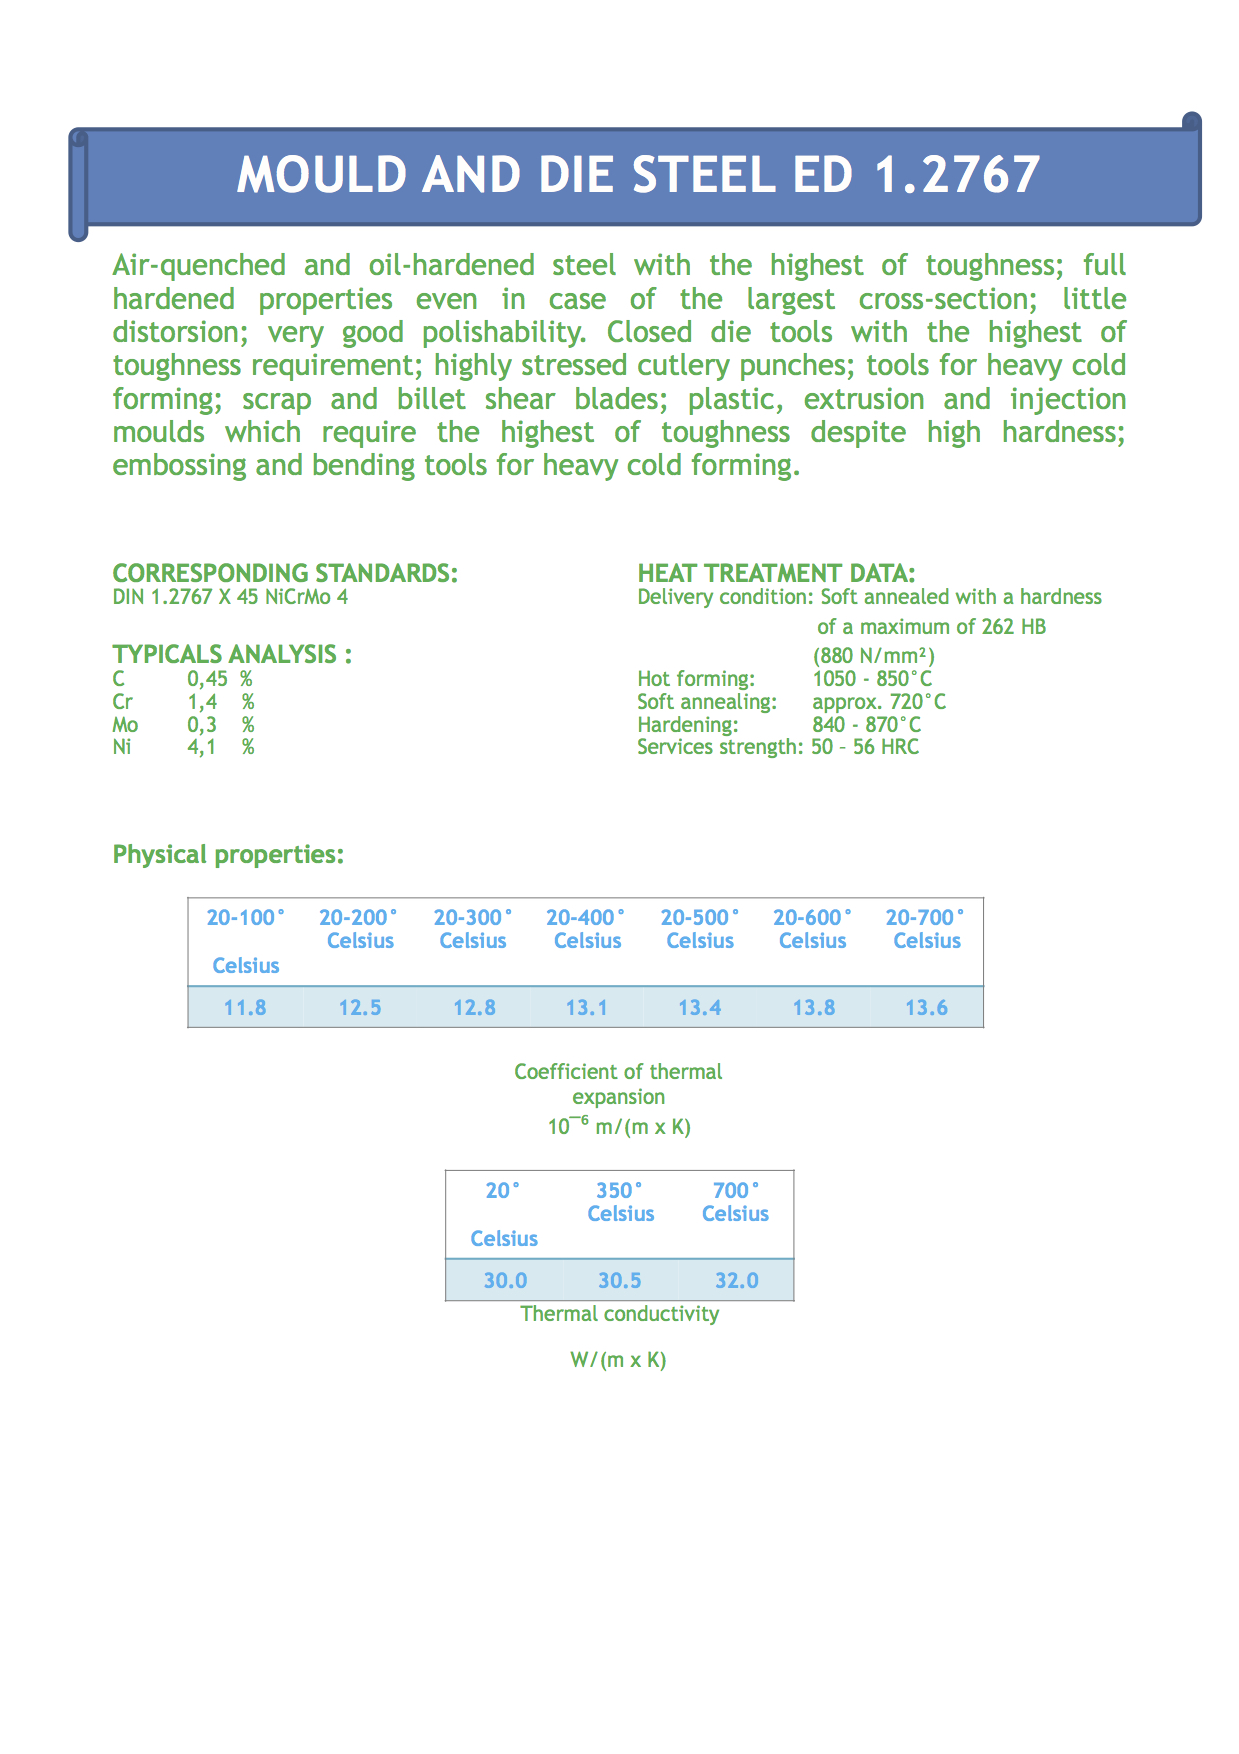 MOULD AND DIE STEEL ED 1.2767
Air-quenched and oil-hardened steel with the highest of toughness; full
hardened properties even in case of the largest cross-section; little
distorsion; very good polishability. Closed die tools with the highest of
toughness requirement; highly stressed cutlery punches; tools for heavy cold
forming; scrap and billet shear blades; plastic, extrusion and injection
moulds which require the highest of toughness despite high hardness;
embossing and bending tools for heavy cold forming.
CORRESPONDING STANDARDS:
DIN 1.2767 X 45 NiCrMo 4
TYPICALS ANALYSIS :
C 0,45 %
Cr 1,4 %
Mo 0,3 %
Ni 4,1 %
HEAT TREATMENT DATA:
Delivery condition: Soft annealed with a hardness
of a maximum of 262 HB
(880 N/mm²)
Hot forming: 1050 - 850°C
Soft annealing: approx. 720°C
Hardening: 840 - 870°C
Services strength: 50 – 56 HRC
Physical properties:
20-100° 20-200° 20-300° 20-400° 20-500° 20-600° 20-700°
Celsius Celsius Celsius Celsius Celsius Celsius
Celsius
11.8 12.5 12.8 13.1 13.4 13.8 13.6
Coefficient of thermal
expansion
10⁻⁶ m/(m x K)
20° 350° 700°
Celsius Celsius
Celsius
30.0 30.5 32.0
Thermal conductivity
W/(m x K)